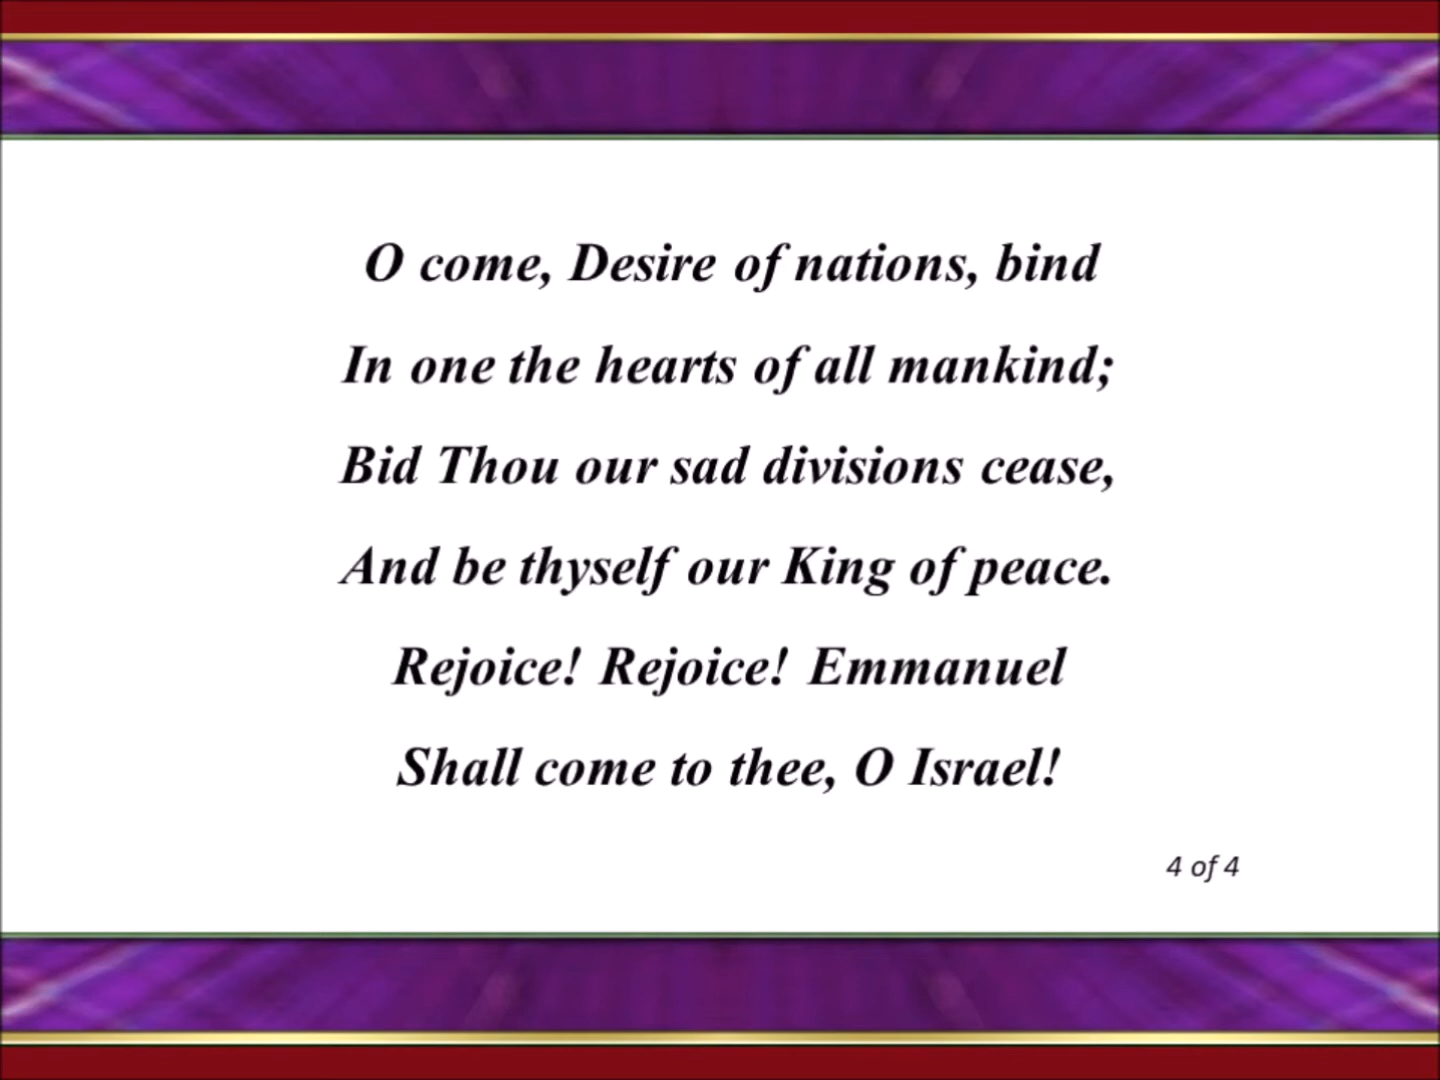 O come, Desire of nations, bind
In one the hearts of all mankind;
Bid Thou our sad divisions cease,
And be thyself our King of peace.
Rejoice! Rejoice! Emmanuel
Shall come to thee, O Israel!
4 of 4